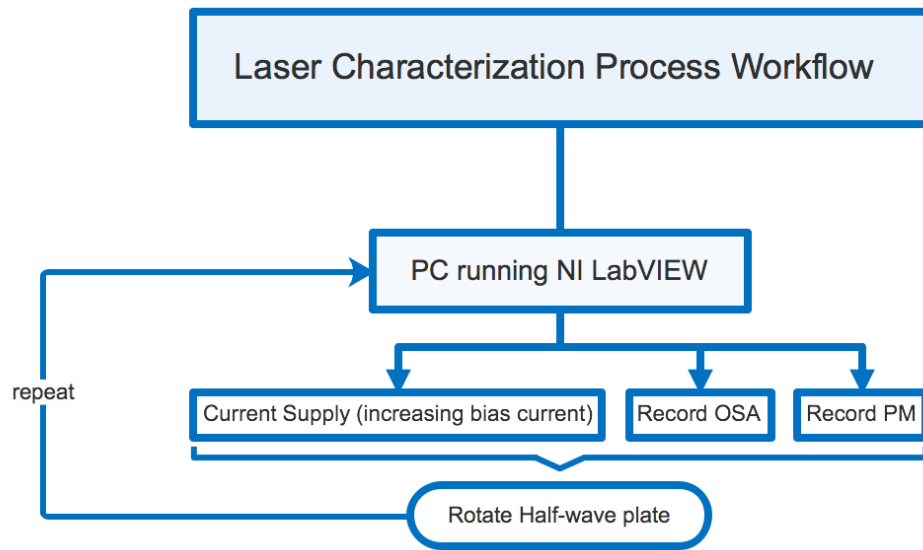 Laser Characterization Process Workflow
PC running NI LabVIEW
repeat
Current Supply (increasing bias current)
Record OSA
Record PM
Rotate Half-wave plate